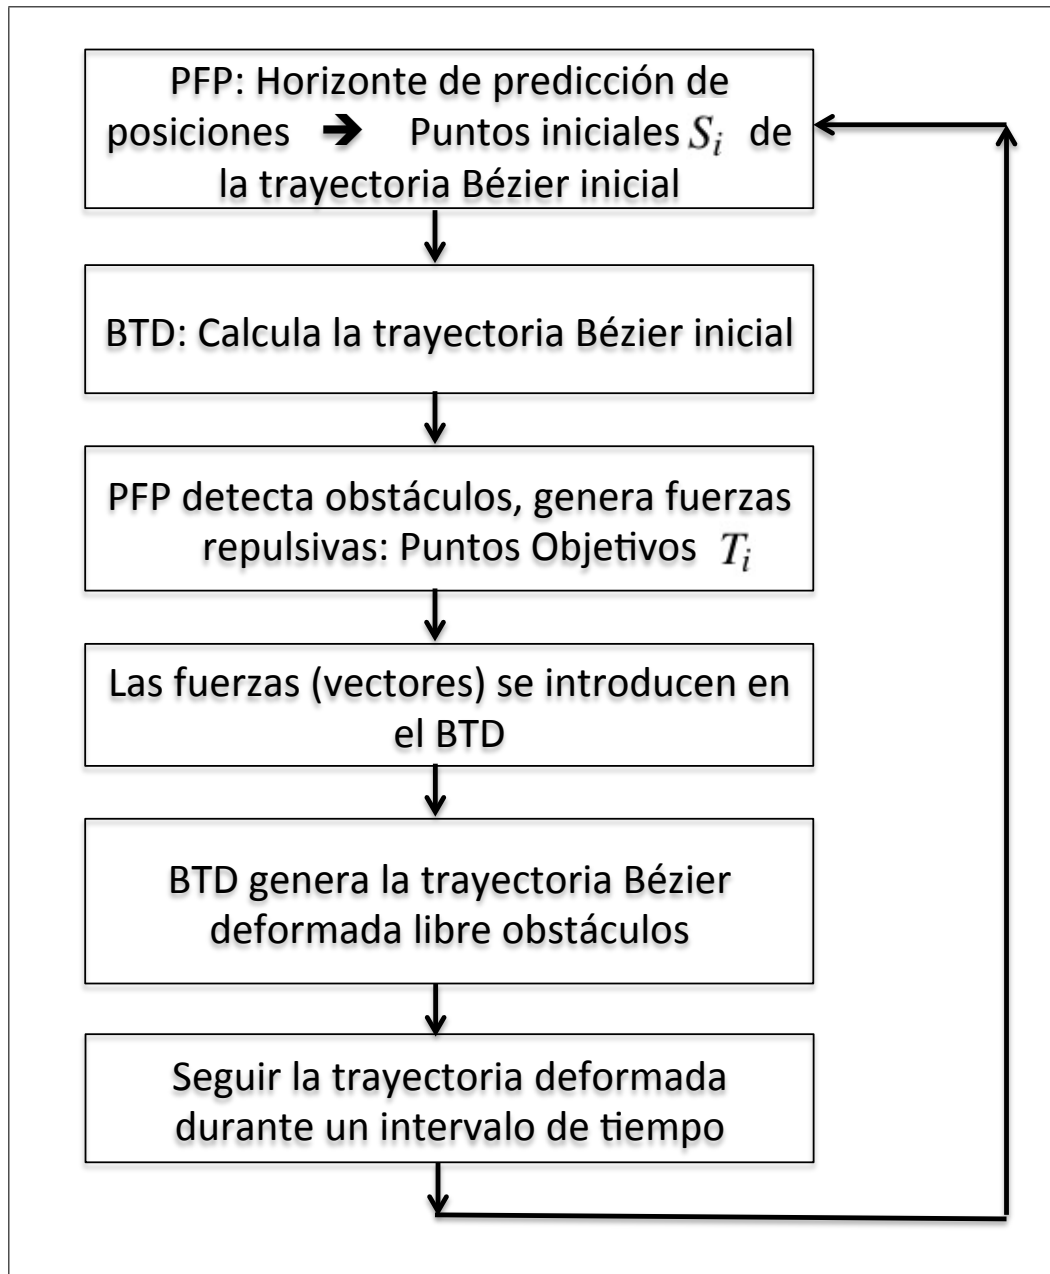 PFP: Horizonte de predicción de
posiciones ➔ Puntos iniciales S_i de
la trayectoria Bézier inicial
BTD: Calcula la trayectoria Bézier inicial
PFP detecta obstáculos, genera fuerzas
repulsivas: Puntos Objetivos T_i
Las fuerzas (vectores) se introducen en
el BTD
BTD genera la trayectoria Bézier
deformada libre obstáculos
Seguir la trayectoria deformada
durante un intervalo de tiempo